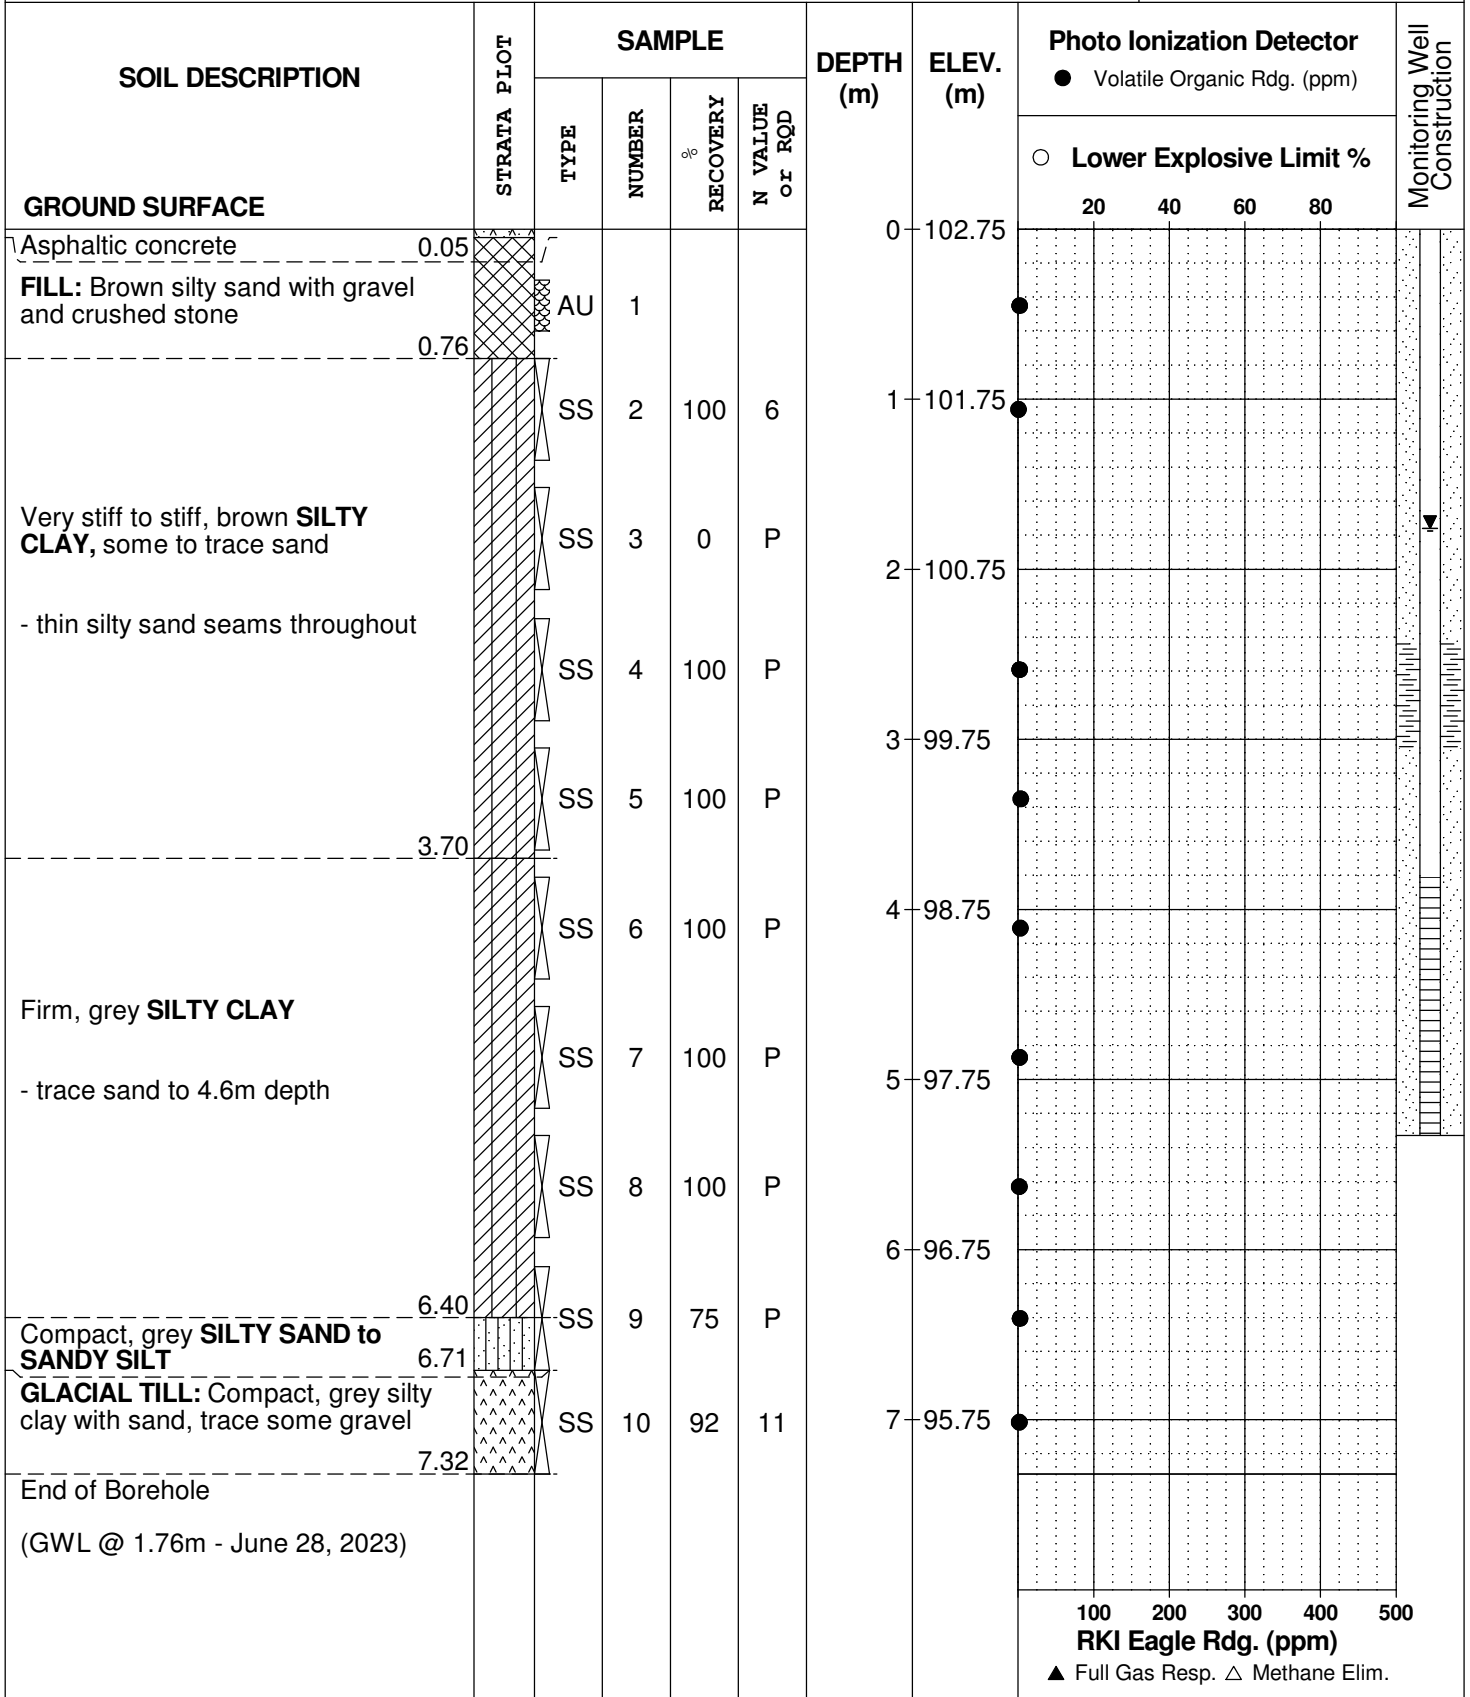 SOIL DESCRIPTION
GROUND SURFACE
STRATA PLOT
SAMPLE
TYPE
NUMBER
%
RECOVERY
N VALUE
or RQD
DEPTH
(m)
ELEV.
(m)
Photo Ionization Detector
● Volatile Organic Rdg. (ppm)
○ Lower Explosive Limit %
20 40 60 80
Monitoring Well
Construction
0 102.75
Asphaltic concrete 0.05
FILL: Brown silty sand with gravel
and crushed stone
AU 1
0.76
SS 2 100 6
1 101.75
Very stiff to stiff, brown SILTY
CLAY, some to trace sand
SS 3 0 P
2 100.75
- thin silty sand seams throughout
SS 4 100 P
3 99.75
SS 5 100 P
3.70
4 98.75
SS 6 100 P
Firm, grey SILTY CLAY
SS 7 100 P
5 97.75
- trace sand to 4.6m depth
SS 8 100 P
6 96.75
6.40
SS 9 75 P
Compact, grey SILTY SAND to
SANDY SILT 6.71
GLACIAL TILL: Compact, grey silty
clay with sand, trace some gravel
SS 10 92 11
7 95.75
7.32
End of Borehole
(GWL @ 1.76m - June 28, 2023)
100 200 300 400 500
RKI Eagle Rdg. (ppm)
▲ Full Gas Resp. △ Methane Elim.